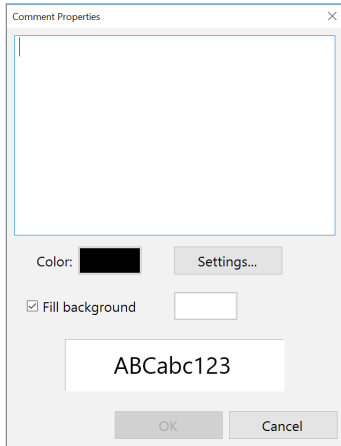 Comment Properties
Color:
Settings...
Fill background
ABCabc123
OK
Cancel